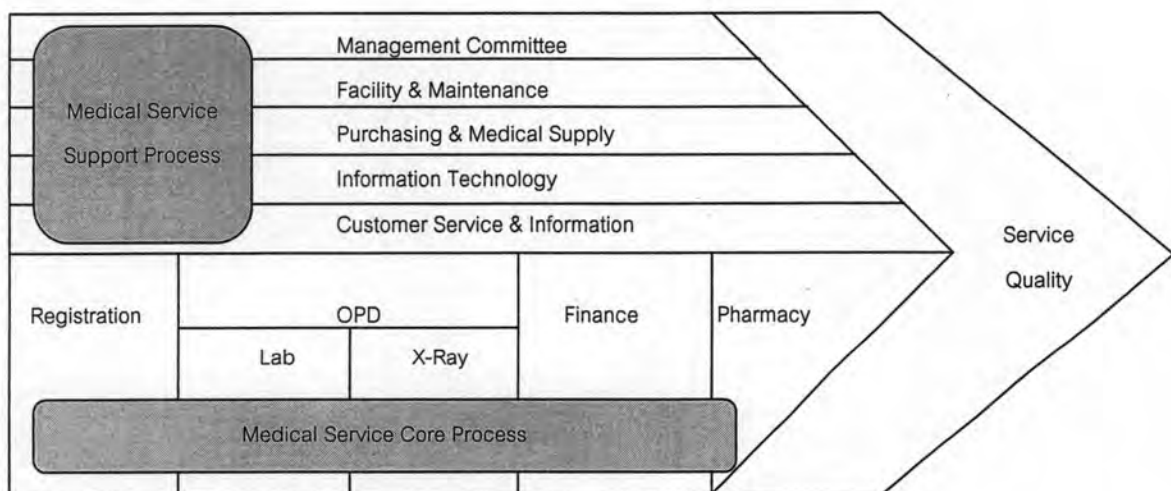 Management Committee
Facility & Maintenance
Medical Service
Support Process
Purchasing & Medical Supply
Information Technology
Customer Service & Information
Service
Quality
Registration
OPD
Finance
Pharmacy
Lab
X-Ray
Medical Service Core Process